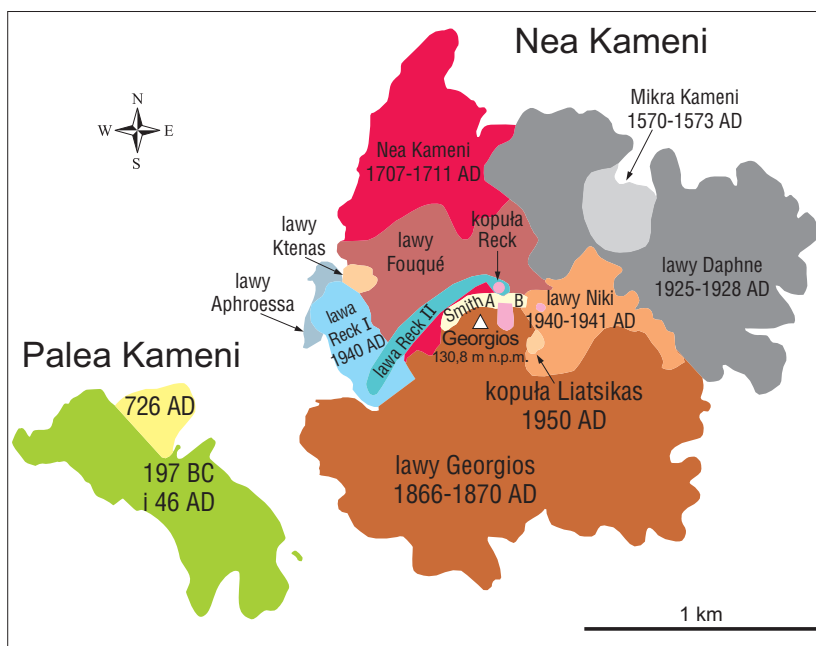 Nea Kameni
N
W
E
S
Mikra Kameni
1570-1573 AD
Nea Kameni
1707-1711 AD
lawy
Ktenas
kopuła
Reck
lawy
Fouqué
lawy
Aphroessa
lawy Daphne
1925-1928 AD
lawa
Reck I
1940 AD
lawa Reck II
Smith A
B
lawy Niki
1940-1941 AD
Georgios
130,8 m n.p.m.
Palea Kameni
kopuła Liatsikas
1950 AD
726 AD
197 BC
i 46 AD
lawy Georgios
1866-1870 AD
1 km